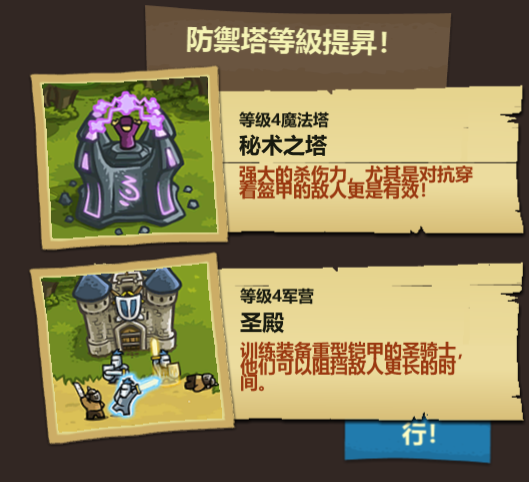 防禦塔等級提昇!
等级4魔法塔
秘术之塔
强大的杀伤力，尤其是对抗穿
着盔甲的敌人更是有效!
等级4军营
圣殿
训练装备重型铠甲的圣骑士，
他们可以阻挡敌人更长的时
间。
行!